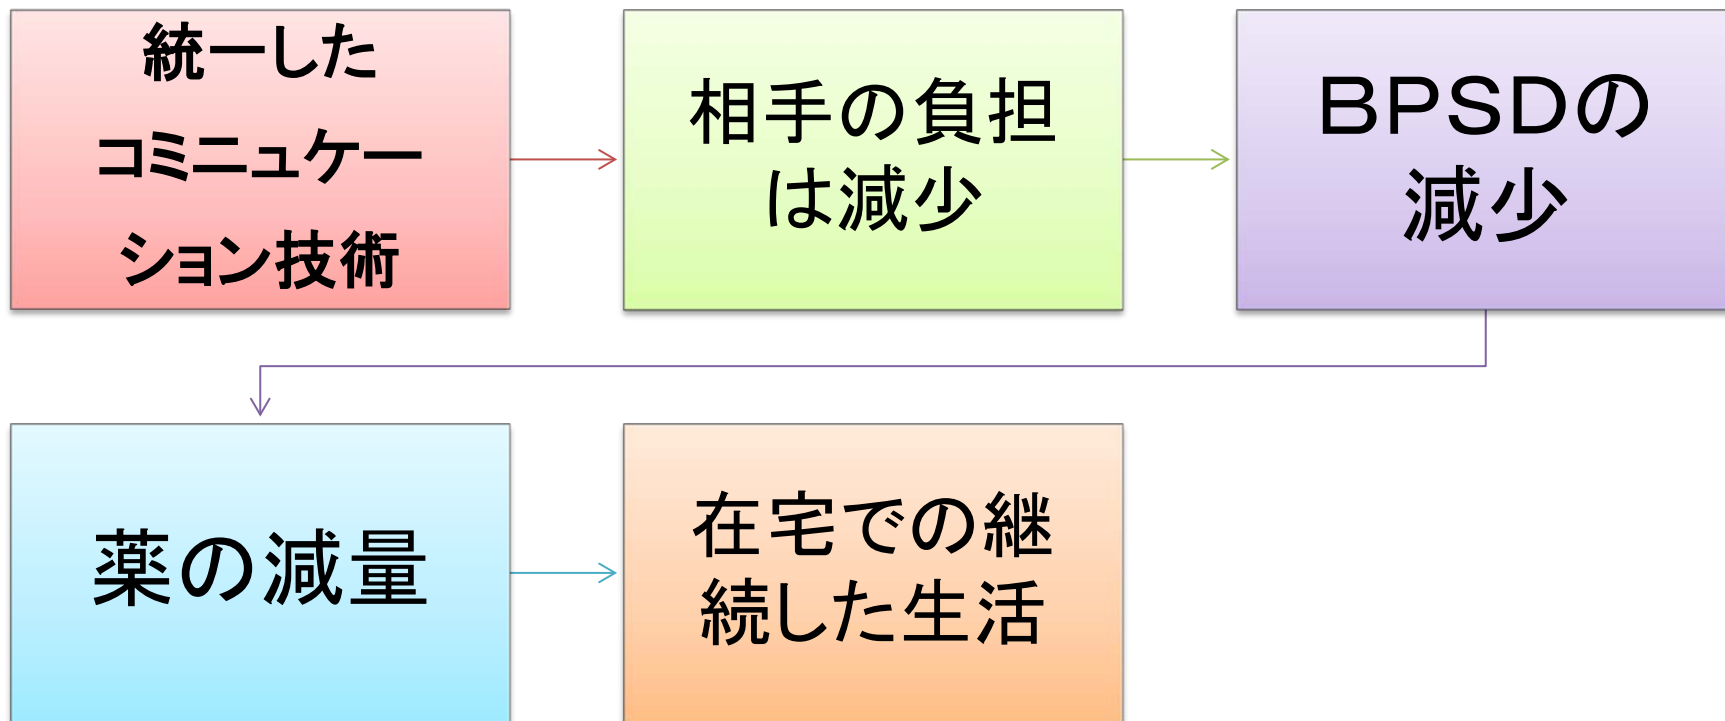 統一した
コミニュケー
ション技術
相手の負担
は減少
BPSDの
減少
薬の減量
在宅での継
続した生活